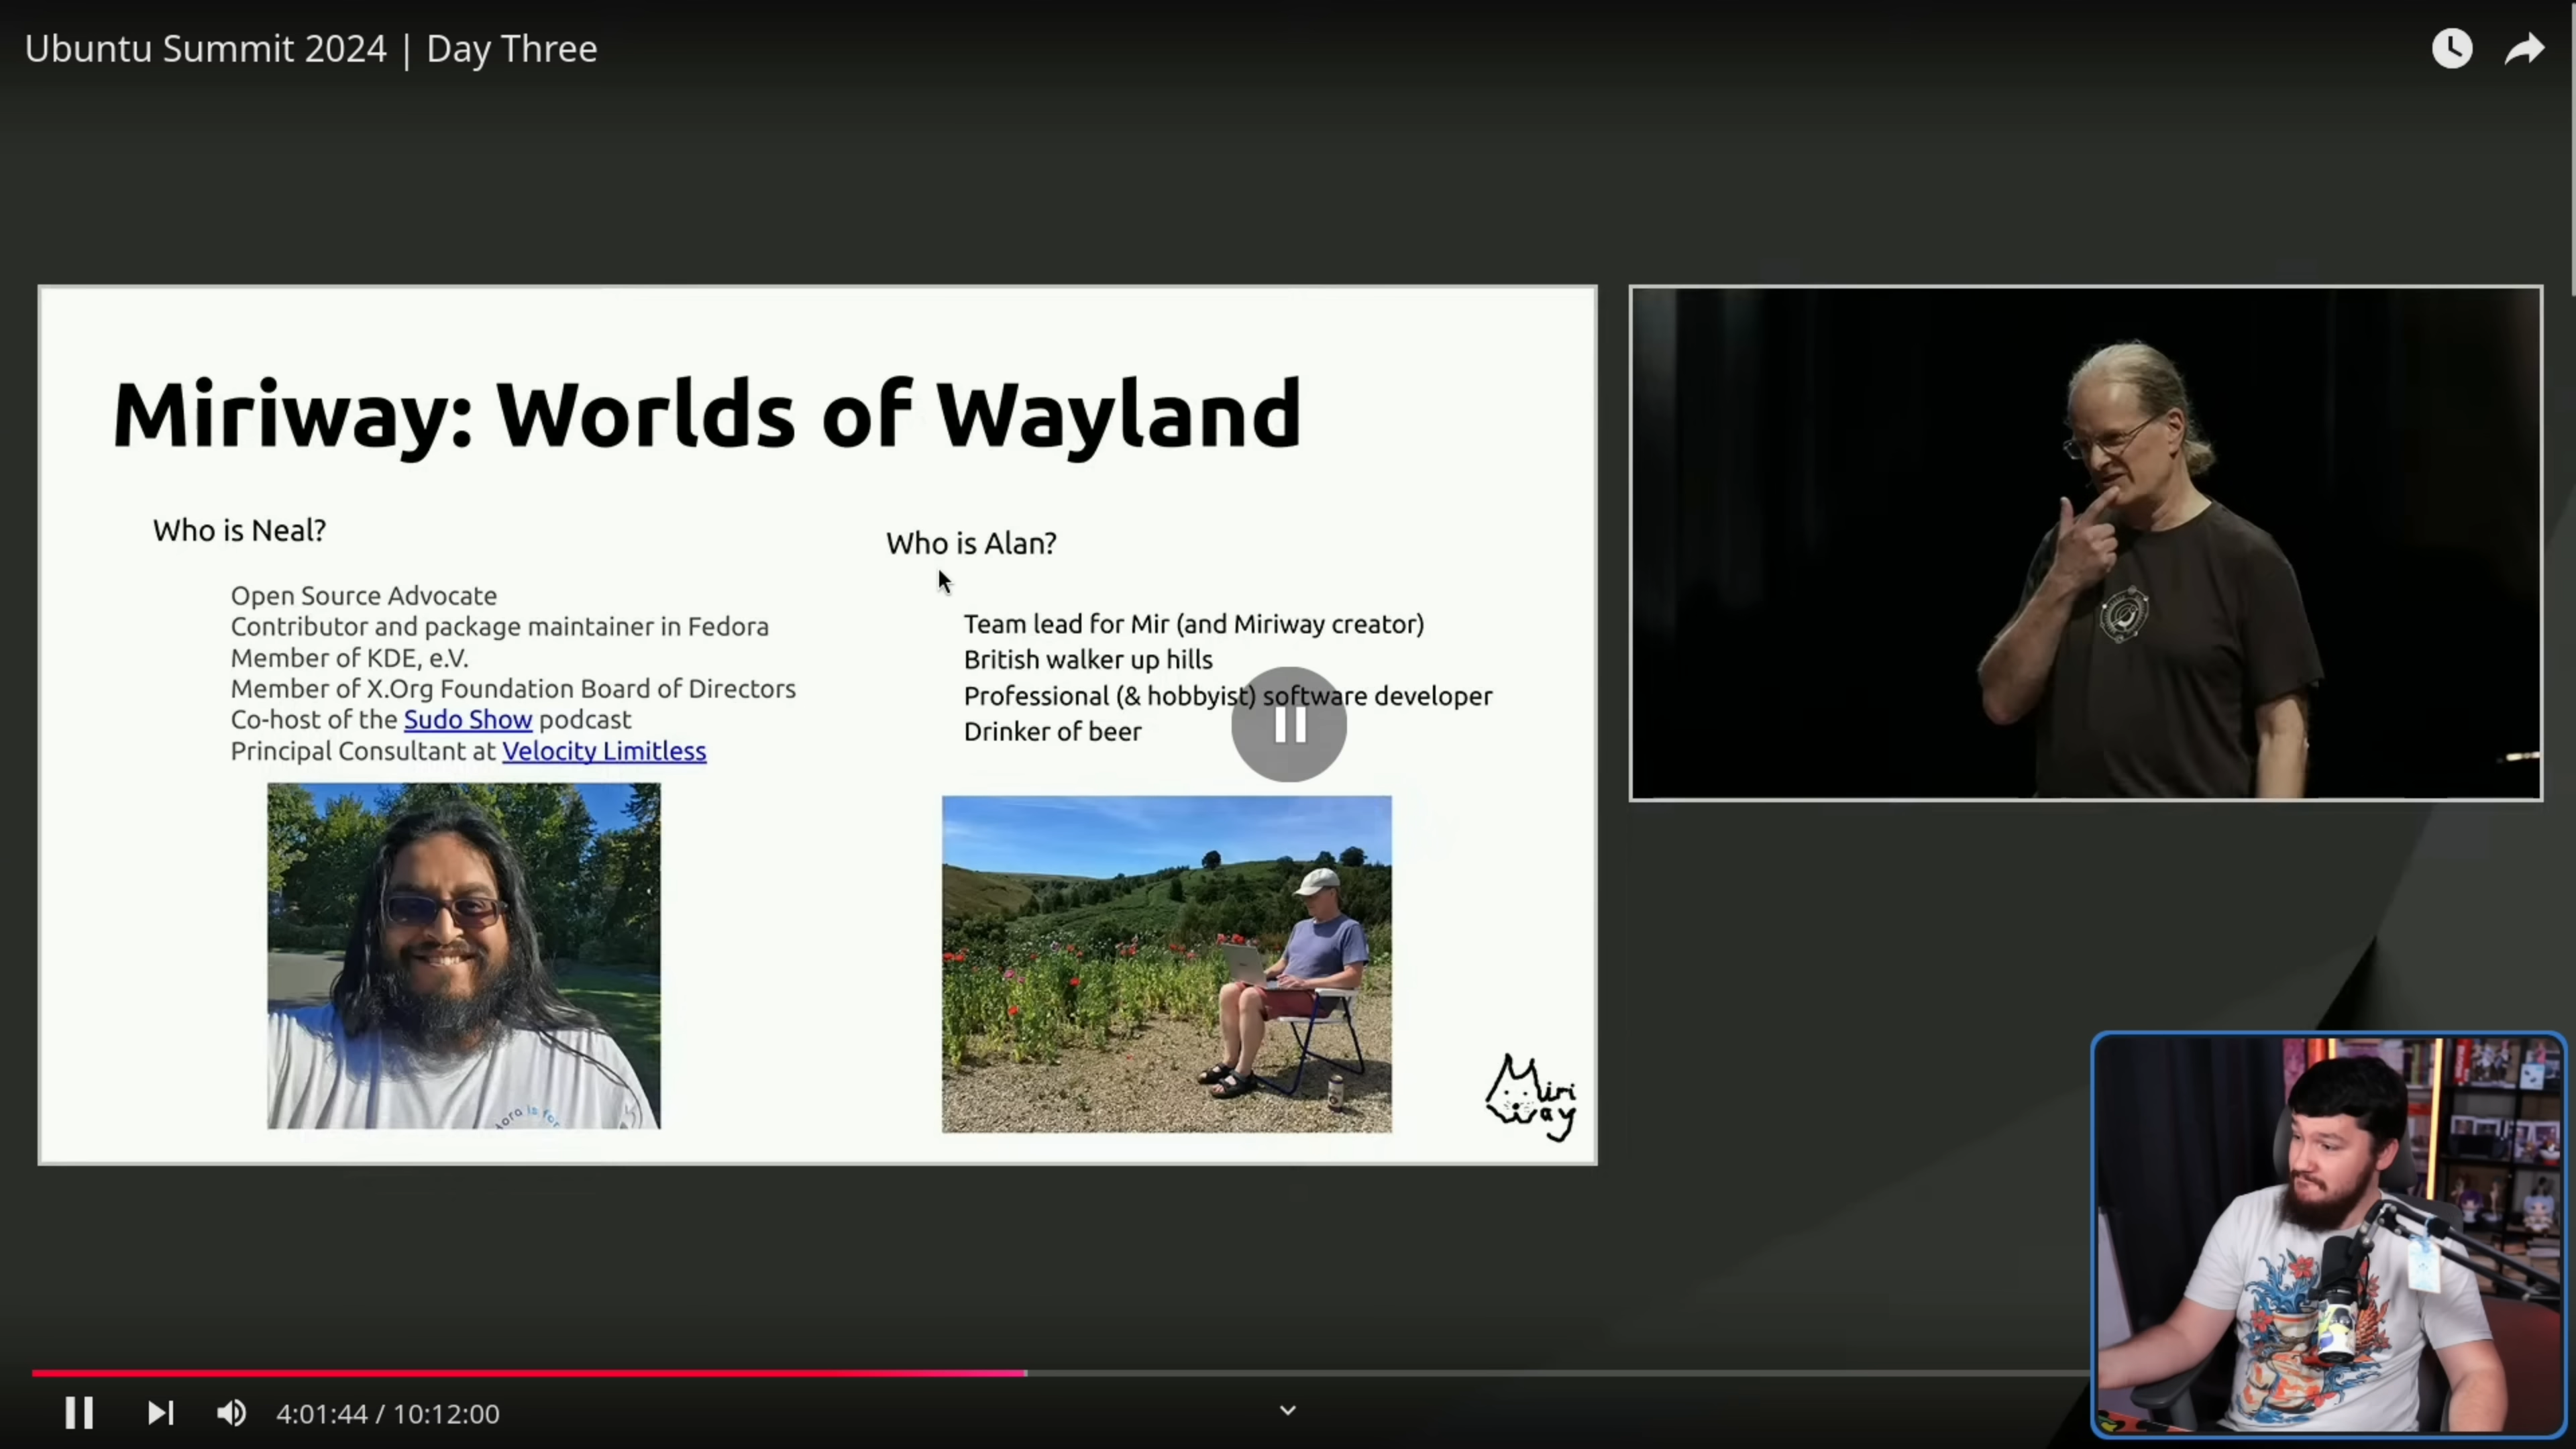 Ubuntu Summit 2024 | Day Three
Miriway: Worlds of Wayland
Who is Neal?
Open Source Advocate
Contributor and package maintainer in Fedora
Member of KDE, e.V.
Member of X.Org Foundation Board of Directors
Co-host of the Sudo Show podcast
Principal Consultant at Velocity Limitless
Who is Alan?
Team lead for Mir (and Miriway creator)
British walker up hills
Professional (& hobbyist) software developer
Drinker of beer
dora is for
Miri
Way
4:01:44 / 10:12:00